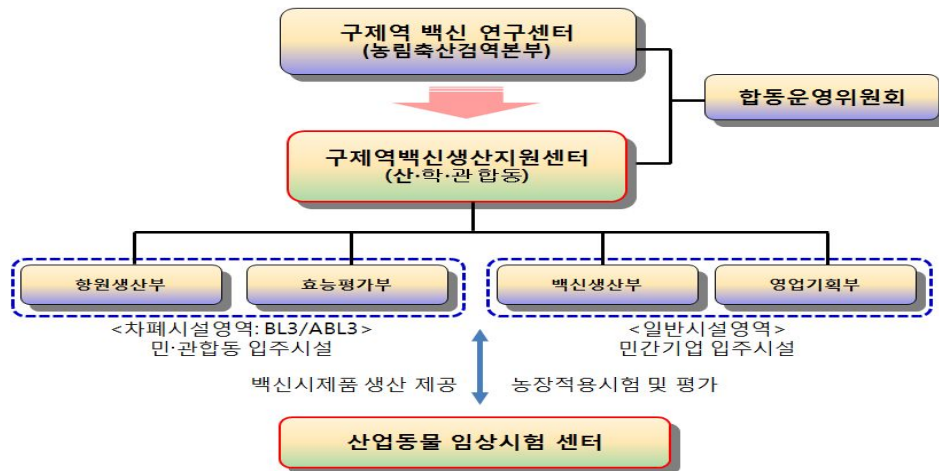 구제역 백신 연구센터
(농림축산검역본부)
합동운영위원회
구제역백신생산지원센터
(산·학·관 합동)
항원생산부
효능평가부
백신생산부
영업기획부
<차폐시설영역: BL3/ABL3>
민·관합동 입주시설
<일반시설영역>
민간기업 입주시설
백신시제품 생산 제공
농장적용시험 및 평가
산업동물 임상시험 센터